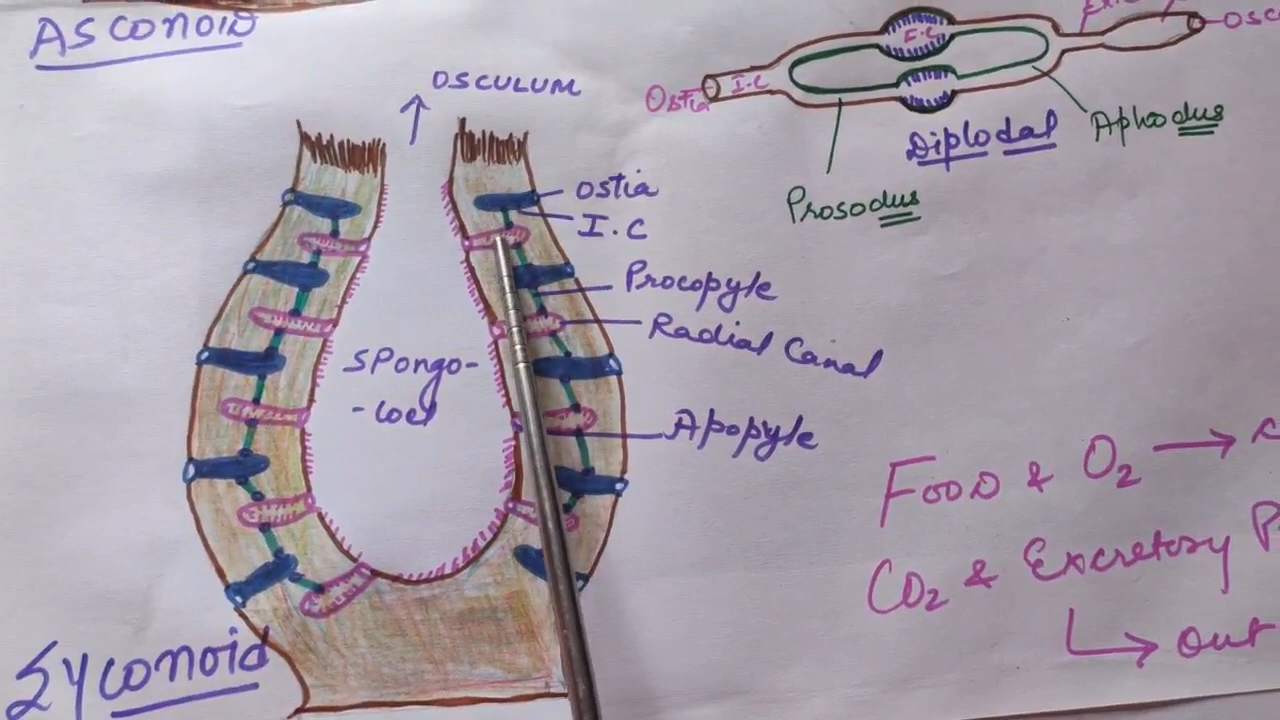 ASCONOID
OSCULUM
Ostia
I.C
Procopyle
Radial Canal
Apopyle
Spongo-
-coel
Syconoid
Ostia
I.C
F.C
Prosodus
Diplodal
Aphodus
Food & O₂ →
CO₂ & Excretory
↳ out